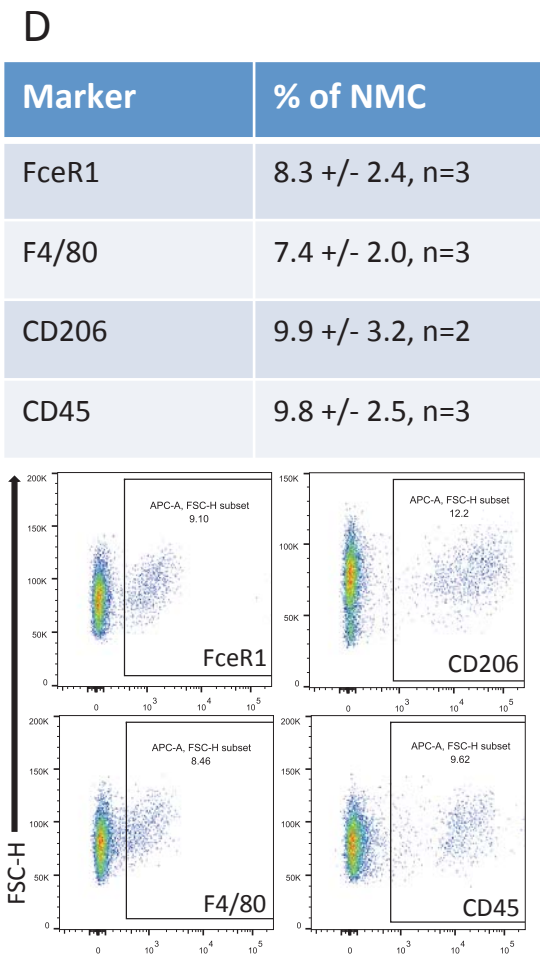 D
Marker % of NMC
FceR1 8.3 +/- 2.4, n=3
F4/80 7.4 +/- 2.0, n=3
CD206 9.9 +/- 3.2, n=2
CD45 9.8 +/- 2.5, n=3
FSC-H
200K
150K
100K
50K
0
APC-A, FSC-H subset
9.10
FceR1
0 10^3 10^4 10^5
150K
100K
50K
0
APC-A, FSC-H subset
12.2
CD206
0 10^3 10^4 10^5
200K
150K
100K
50K
0
APC-A, FSC-H subset
8.46
F4/80
0 10^3 10^4 10^5
200K
150K
100K
50K
0
APC-A, FSC-H subset
9.62
CD45
0 10^3 10^4 10^5